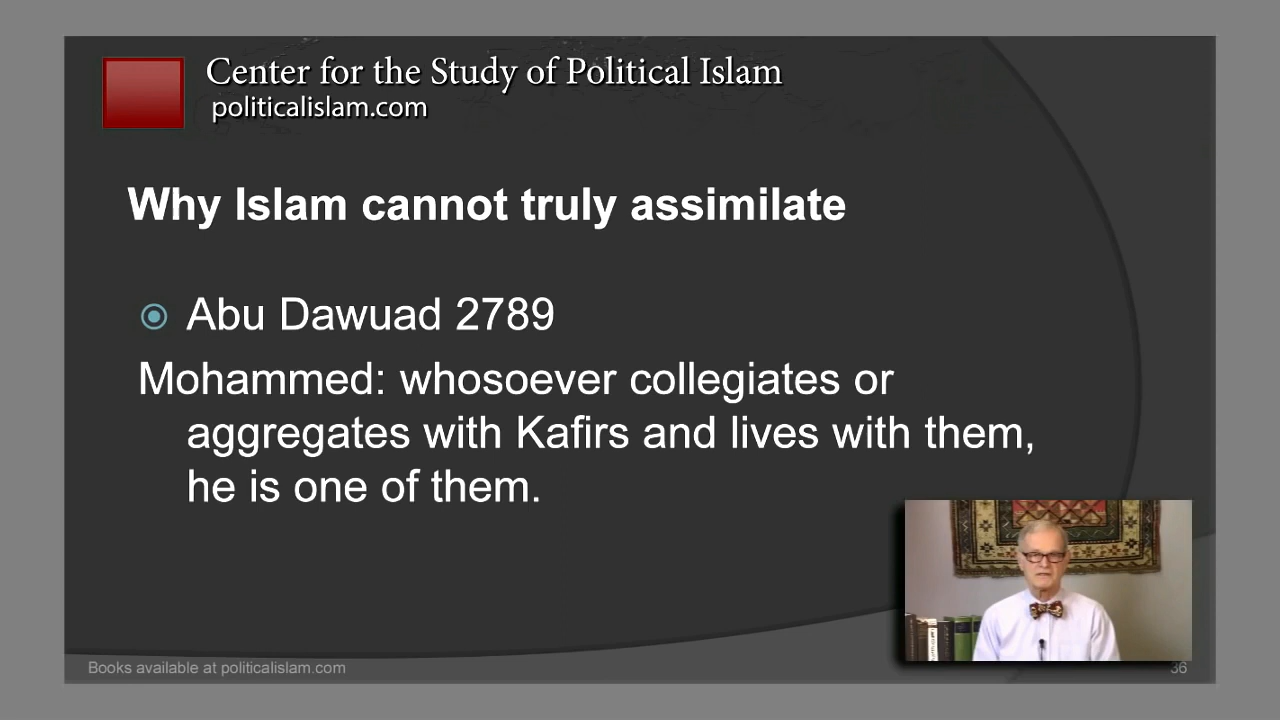 Center for the Study of Political Islam
politicalislam.com
Why Islam cannot truly assimilate
Abu Dawuad 2789
Mohammed: whosoever collegiates or
aggregates with Kafirs and lives with them,
he is one of them.
Books available at politicalislam.com
36